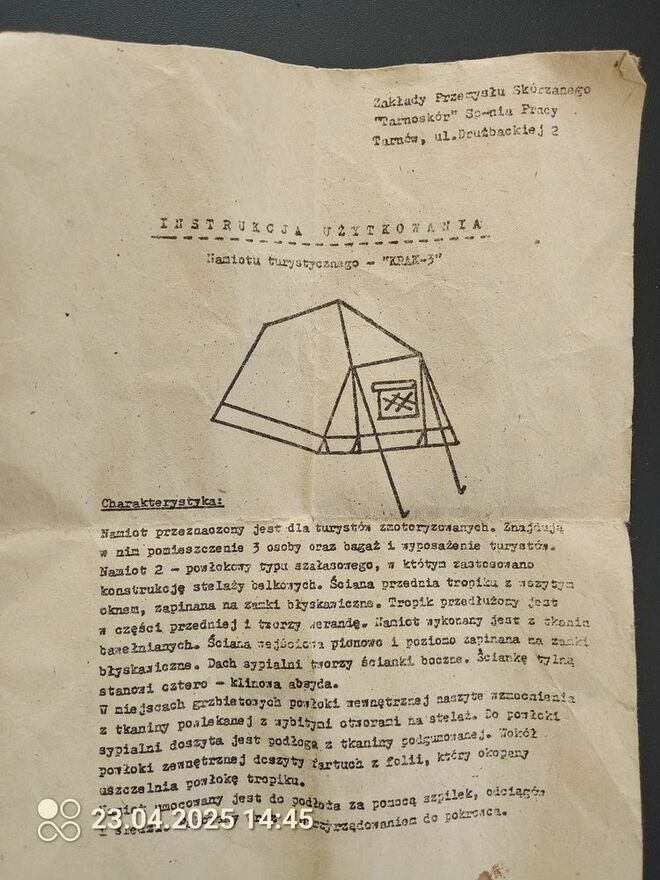 Zakłady Przemysłu Skórzanego
"Tarnoskór" Sp-nia Pracy
Tarnów, ul.Drużbackiej 2
INSTRUKCJA UŻYTKOWANIA
Namiotu turystycznego - "KRAK-3"
Charakterystyka:
Namiot przeznaczony jest dla turystów zmotoryzowanych. Znajdują
w nim pomieszczenie 3 osoby oraz bagaż i wyposażenie turystów.
Namiot 2 - powłokowy typu szałasowego, w którym zastosowano
konstrukcję stelaży belkowych. Ściana przednia tropiku z wszytym
oknem, zapinana na zamki błyskawiczne. Tropik przedłużony jest
w części przedniej i tworzy werandę. Namiot wykonany jest z tkanin
bawełnianych. Ściana wejściowa pionowo i poziomo zapinana na zamki
błyskawiczne. Dach sypialni tworzy ścianki boczne. Ściankę tylną
stanowi cztero - klinowa absyda.
W miejscach grzbietowych powłoki wewnętrznej naszyte wzmocnienia
z tkaniny powlekanej z wybitymi otworami na stelaż. Do powłoki
sypialni doszyta jest podłoga z tkaniny podgumowanej. Wokół
powłoki zewnętrznej doszyty fartuch z folii, który okopany
uszczelnia powłokę tropiku.
Namiot umocowany jest do podłoża za pomocą szpilek, odciągów
i śledzi. do pokrowca.
23.04.2025 14:45